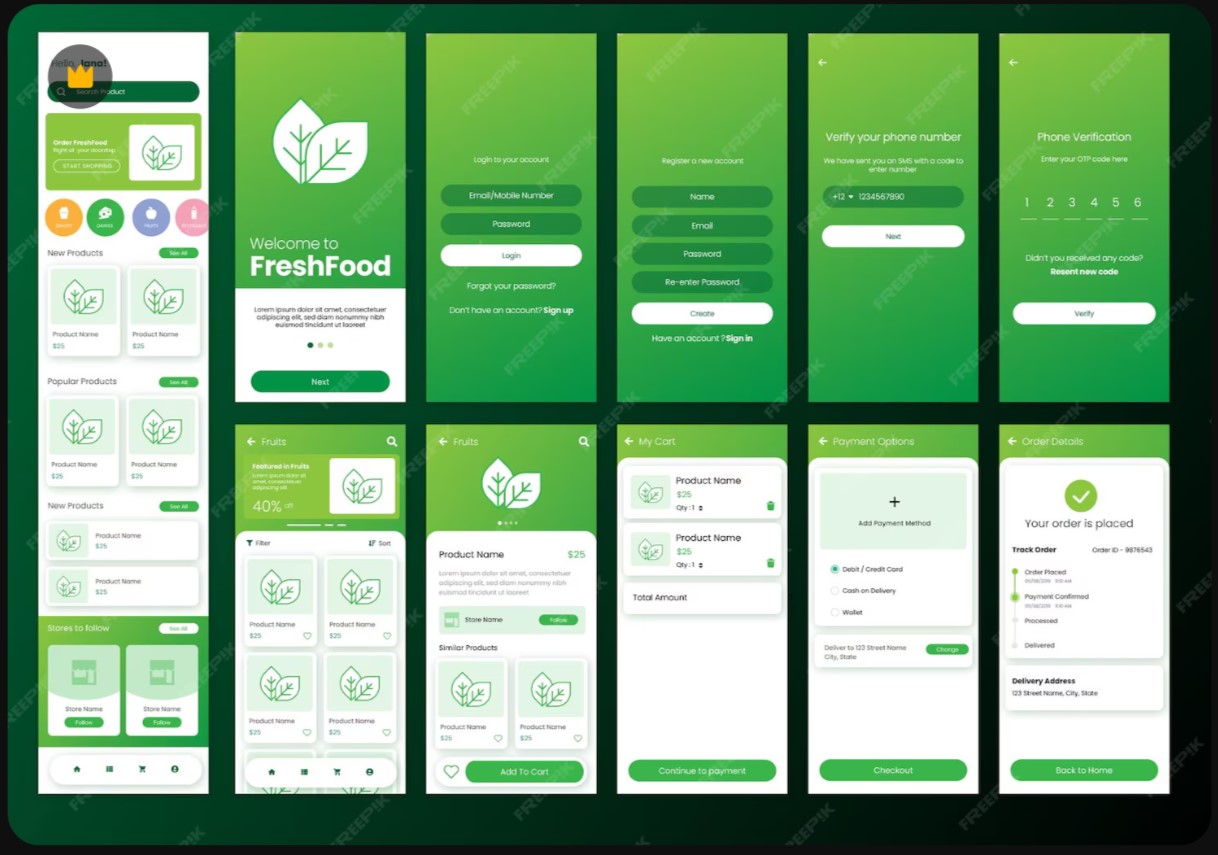 Hello, Jana!
Search Product
Order FreshFood
START SHOPPING
FRUITS
New Products
See All
Product Name
$25
Product Name
$25
Popular Products
See All
Product Name
$25
Product Name
$25
New Products
See All
Product Name
$25
Product Name
$25
Stores to follow
See All
Store Name
Follow
Store Name
Follow
Welcome to
FreshFood
Lorem ipsum dolor sit amet, consectetuer
adipiscing elit, sed diam nonummy nibh
euismod tincidunt ut laoreet
Next
Login to your account
Email/Mobile Number
Password
Login
Forgot your password?
Don't have an account? Sign up
Register a new account
Name
Email
Password
Re-enter Password
Create
Have an account ? Sign in
Verify your phone number
We have sent you an SMS with a code to
enter number
+12 1234567890
Next
Phone Verification
Enter your OTP code here
1 2 3 4 5 6
Didn't you received any code?
Resent new code
Verify
Fruits
Featured in Fruits
Lorem ipsum dolor sit
amet, consectetuer
adipiscing elit
40% off
Filter
Sort
Product Name
$25
Product Name
$25
Product Name
$25
Product Name
$25
Fruits
Product Name $25
Lorem ipsum dolor sit amet, consectetuer
adipiscing elit, sed diam nonummy nibh
euismod tincidunt ut laoreet
Store Name
Follow
Similar Products
Product Name
$25
Product Name
$25
Add To Cart
My Cart
Product Name
$25
Qty : 1
Product Name
$25
Qty : 1
Total Amount
Continue to payment
Payment Options
Add Payment Method
Debit / Credit Card
Cash on Delivery
Wallet
Deliver to 123 Street Name
City, State
Change
Checkout
Order Details
Your order is placed
Track Order
Order ID - 9876543
Order Placed
Payment Confirmed
Processed
Delivered
Delivery Address
123 Street Name, City, State
Back to Home
FREEPIK